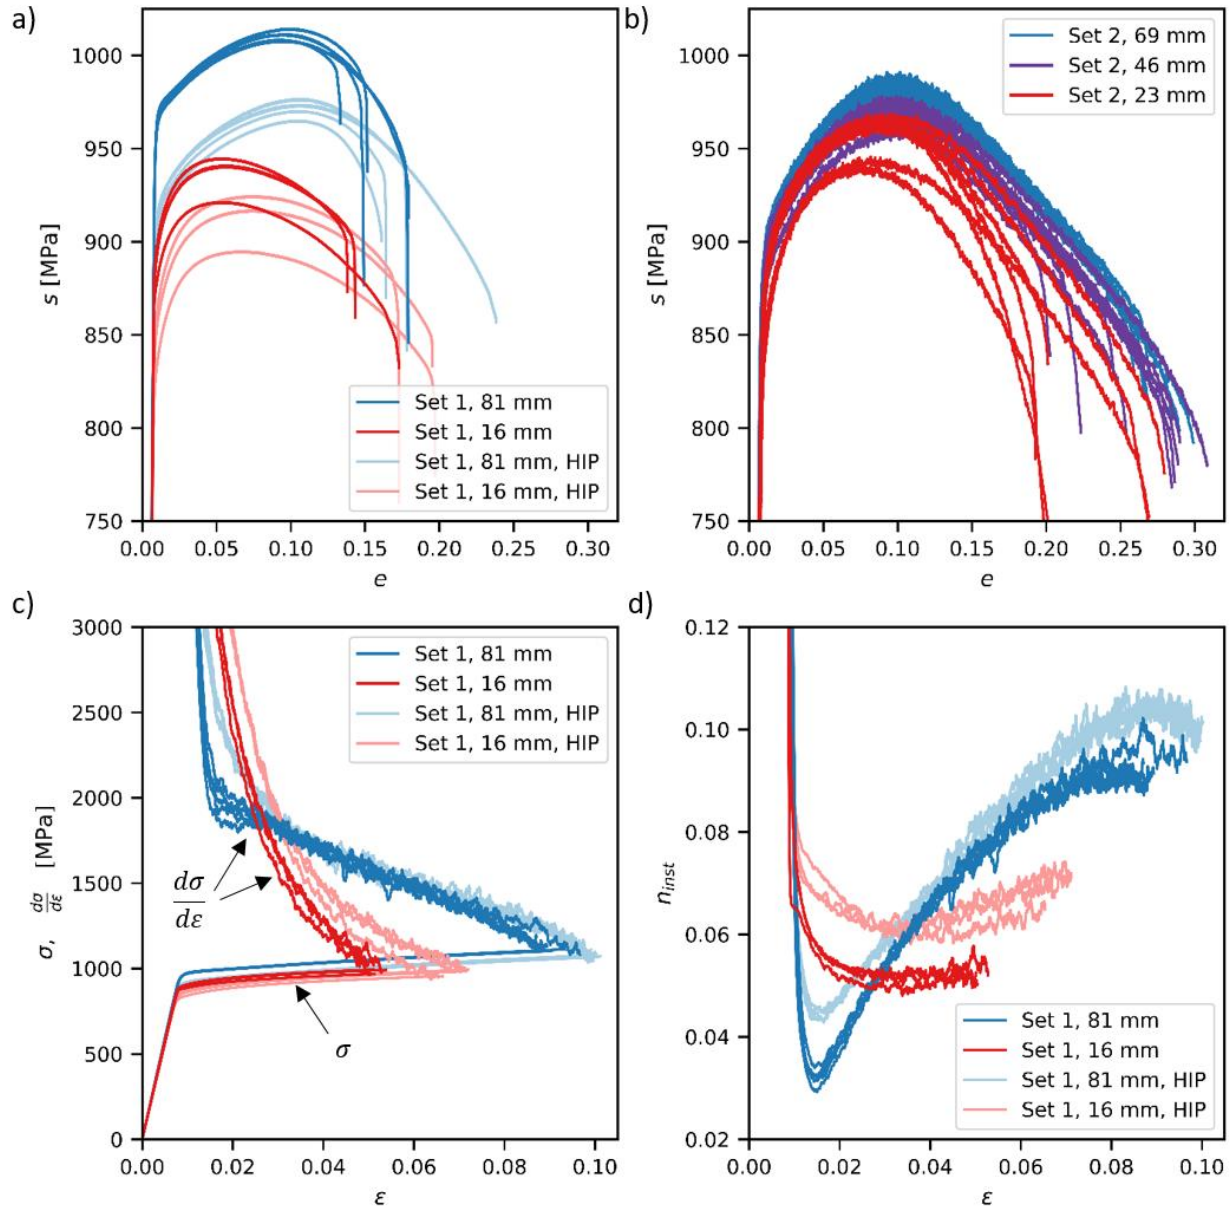 a)
1000
950
900
850
800
750
s [MPa]
0.00 0.05 0.10 0.15 0.20 0.25 0.30
e
Set 1, 81 mm
Set 1, 16 mm
Set 1, 81 mm, HIP
Set 1, 16 mm, HIP
b)
1000
950
900
850
800
750
s [MPa]
0.00 0.05 0.10 0.15 0.20 0.25 0.30
e
Set 2, 69 mm
Set 2, 46 mm
Set 2, 23 mm
c)
3000
2500
2000
1500
1000
500
0
σ, dσ/dε [MPa]
0.00 0.02 0.04 0.06 0.08 0.10
ε
Set 1, 81 mm
Set 1, 16 mm
Set 1, 81 mm, HIP
Set 1, 16 mm, HIP
dσ
dε
σ
d)
0.12
0.10
0.08
0.06
0.04
0.02
n_inst
0.00 0.02 0.04 0.06 0.08 0.10
ε
Set 1, 81 mm
Set 1, 16 mm
Set 1, 81 mm, HIP
Set 1, 16 mm, HIP